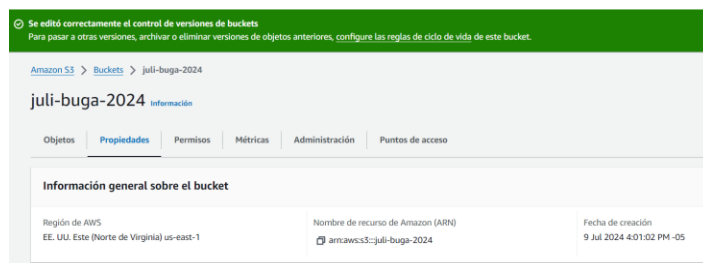 Se editó correctamente el control de versiones de buckets
Para pasar a otras versiones, archivar o eliminar versiones de objetos anteriores, configure las reglas de ciclo de vida de este bucket.
Amazon S3 > Buckets > juli-buga-2024
juli-buga-2024 Información
Objetos Propiedades Permisos Métricas Administración Puntos de acceso
Información general sobre el bucket
Región de AWS Nombre de recurso de Amazon (ARN) Fecha de creación
EE. UU. Este (Norte de Virginia) us-east-1 arn:aws:s3:::juli-buga-2024 9 Jul 2024 4:01:02 PM -05